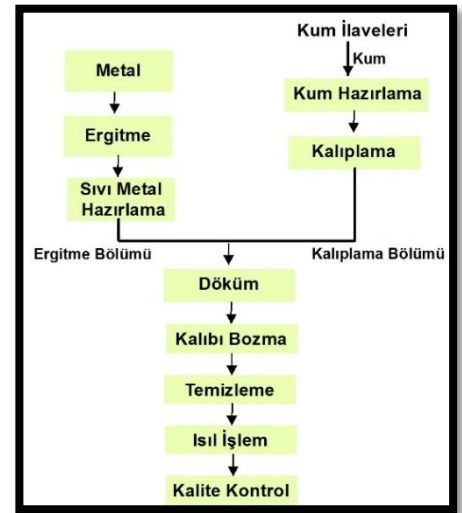 Kum İlaveleri
Kum
Metal
Kum Hazırlama
Ergitme
Kalıplama
Sıvı Metal
Hazırlama
Ergitme Bölümü
Kalıplama Bölümü
Döküm
Kalıbı Bozma
Temizleme
Isıl İşlem
Kalite Kontrol